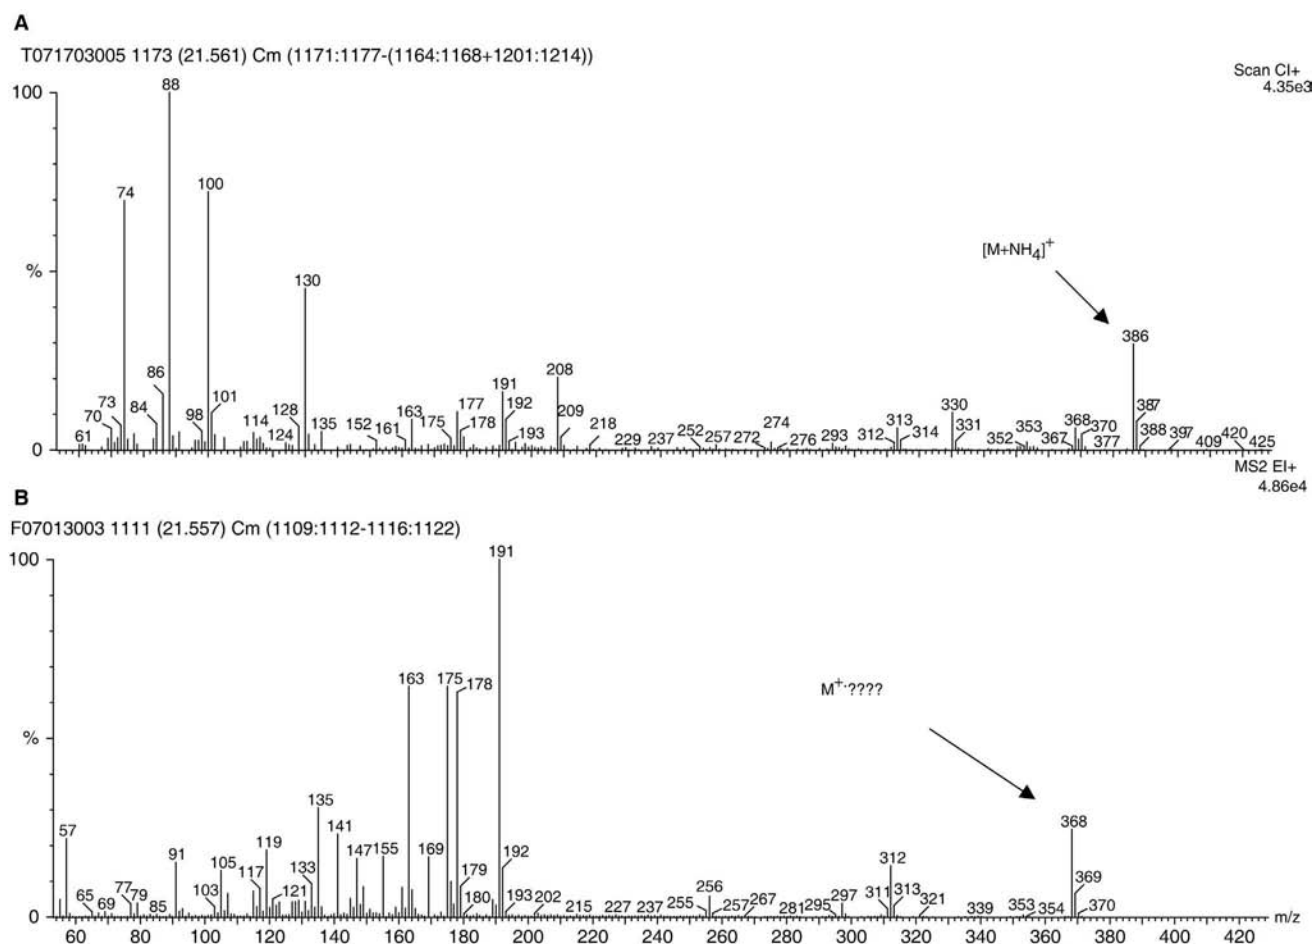 A
T071703005 1173 (21.561) Cm (1171:1177-(1164:1168+1201:1214))
Scan CI+
4.35e3
100
%
0
61 70 73 74 84 86 88 98 100 101 114 124 128 130 135 152 161 163 175 177 178 191 192 193 208 209 218 229 237 252 257 272 274 276 293 312 313 314 330 331 352 353 367 368 370 377 386 387 388 397 409 420 425
[M+NH4]+
MS2 EI+
4.86e4
B
F07013003 1111 (21.557) Cm (1109:1112-1116:1122)
100
%
0
57 65 69 77 79 85 91 103 105 117 119 121 133 135 141 147 155 163 169 175 178 179 180 191 192 193 202 215 227 237 255 256 257 267 281 295 297 311 312 313 321 339 353 354 368 369 370
M+·????
60 80 100 120 140 160 180 200 220 240 260 280 300 320 340 360 380 400 420 m/z